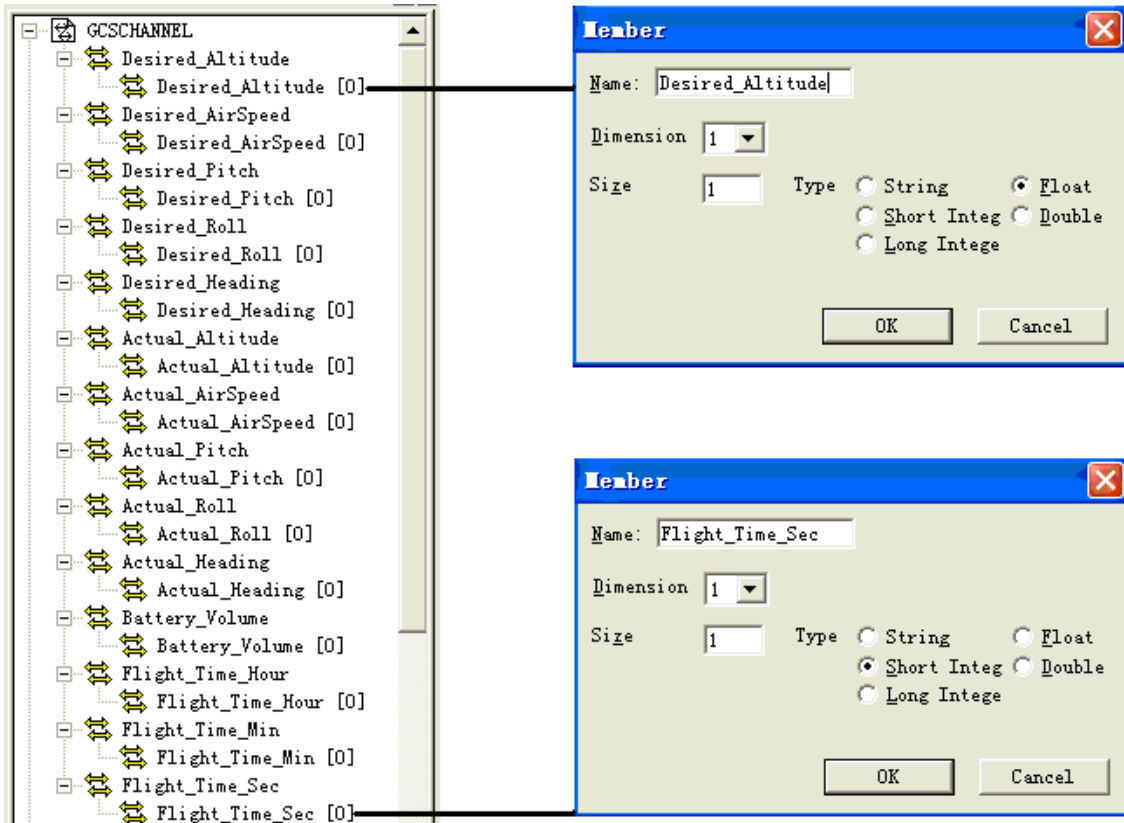 GCSCHANNEL
Desired_Altitude
Desired_Altitude [0]
Desired_AirSpeed
Desired_AirSpeed [0]
Desired_Pitch
Desired_Pitch [0]
Desired_Roll
Desired_Roll [0]
Desired_Heading
Desired_Heading [0]
Actual_Altitude
Actual_Altitude [0]
Actual_AirSpeed
Actual_AirSpeed [0]
Actual_Pitch
Actual_Pitch [0]
Actual_Roll
Actual_Roll [0]
Actual_Heading
Actual_Heading [0]
Battery_Volume
Battery_Volume [0]
Flight_Time_Hour
Flight_Time_Hour [0]
Flight_Time_Min
Flight_Time_Min [0]
Flight_Time_Sec
Flight_Time_Sec [0]
Member
Name: Desired_Altitude
Dimension 1
Size 1 Type String Float
Short Integ Double
Long Intege
OK Cancel
Member
Name: Flight_Time_Sec
Dimension 1
Size 1 Type String Float
Short Integ Double
Long Intege
OK Cancel